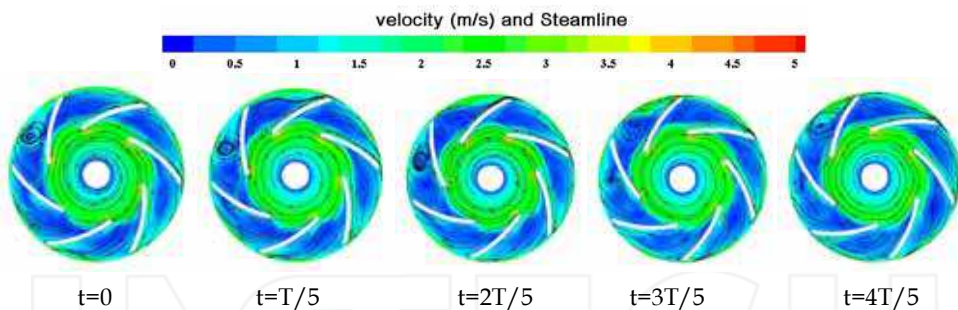 velocity (m/s) and Steamline
0 0.5 1 1.5 2 2.5 3 3.5 4 4.5 5
t=0 t=T/5 t=2T/5 t=3T/5 t=4T/5